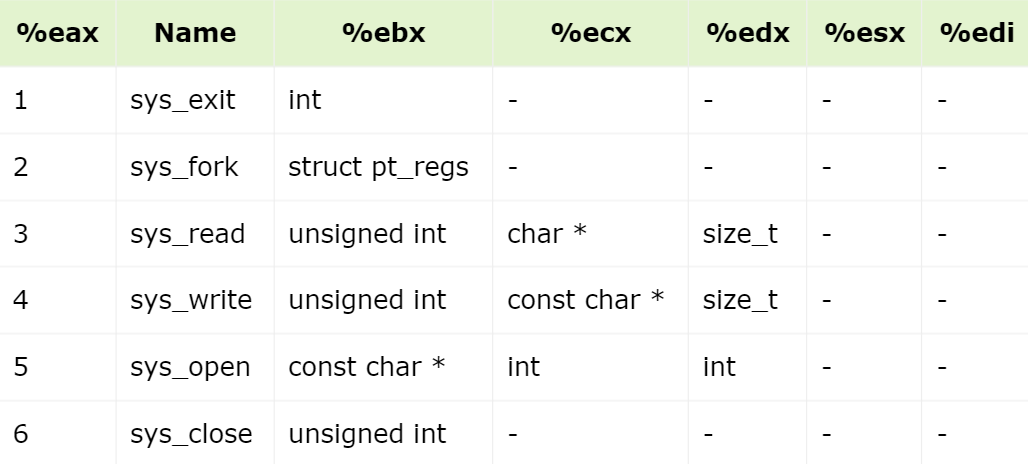 %eax Name %ebx %ecx %edx %esx %edi
1 sys_exit int - - - -
2 sys_fork struct pt_regs - - - -
3 sys_read unsigned int char * size_t - -
4 sys_write unsigned int const char * size_t - -
5 sys_open const char * int int - -
6 sys_close unsigned int - - - -